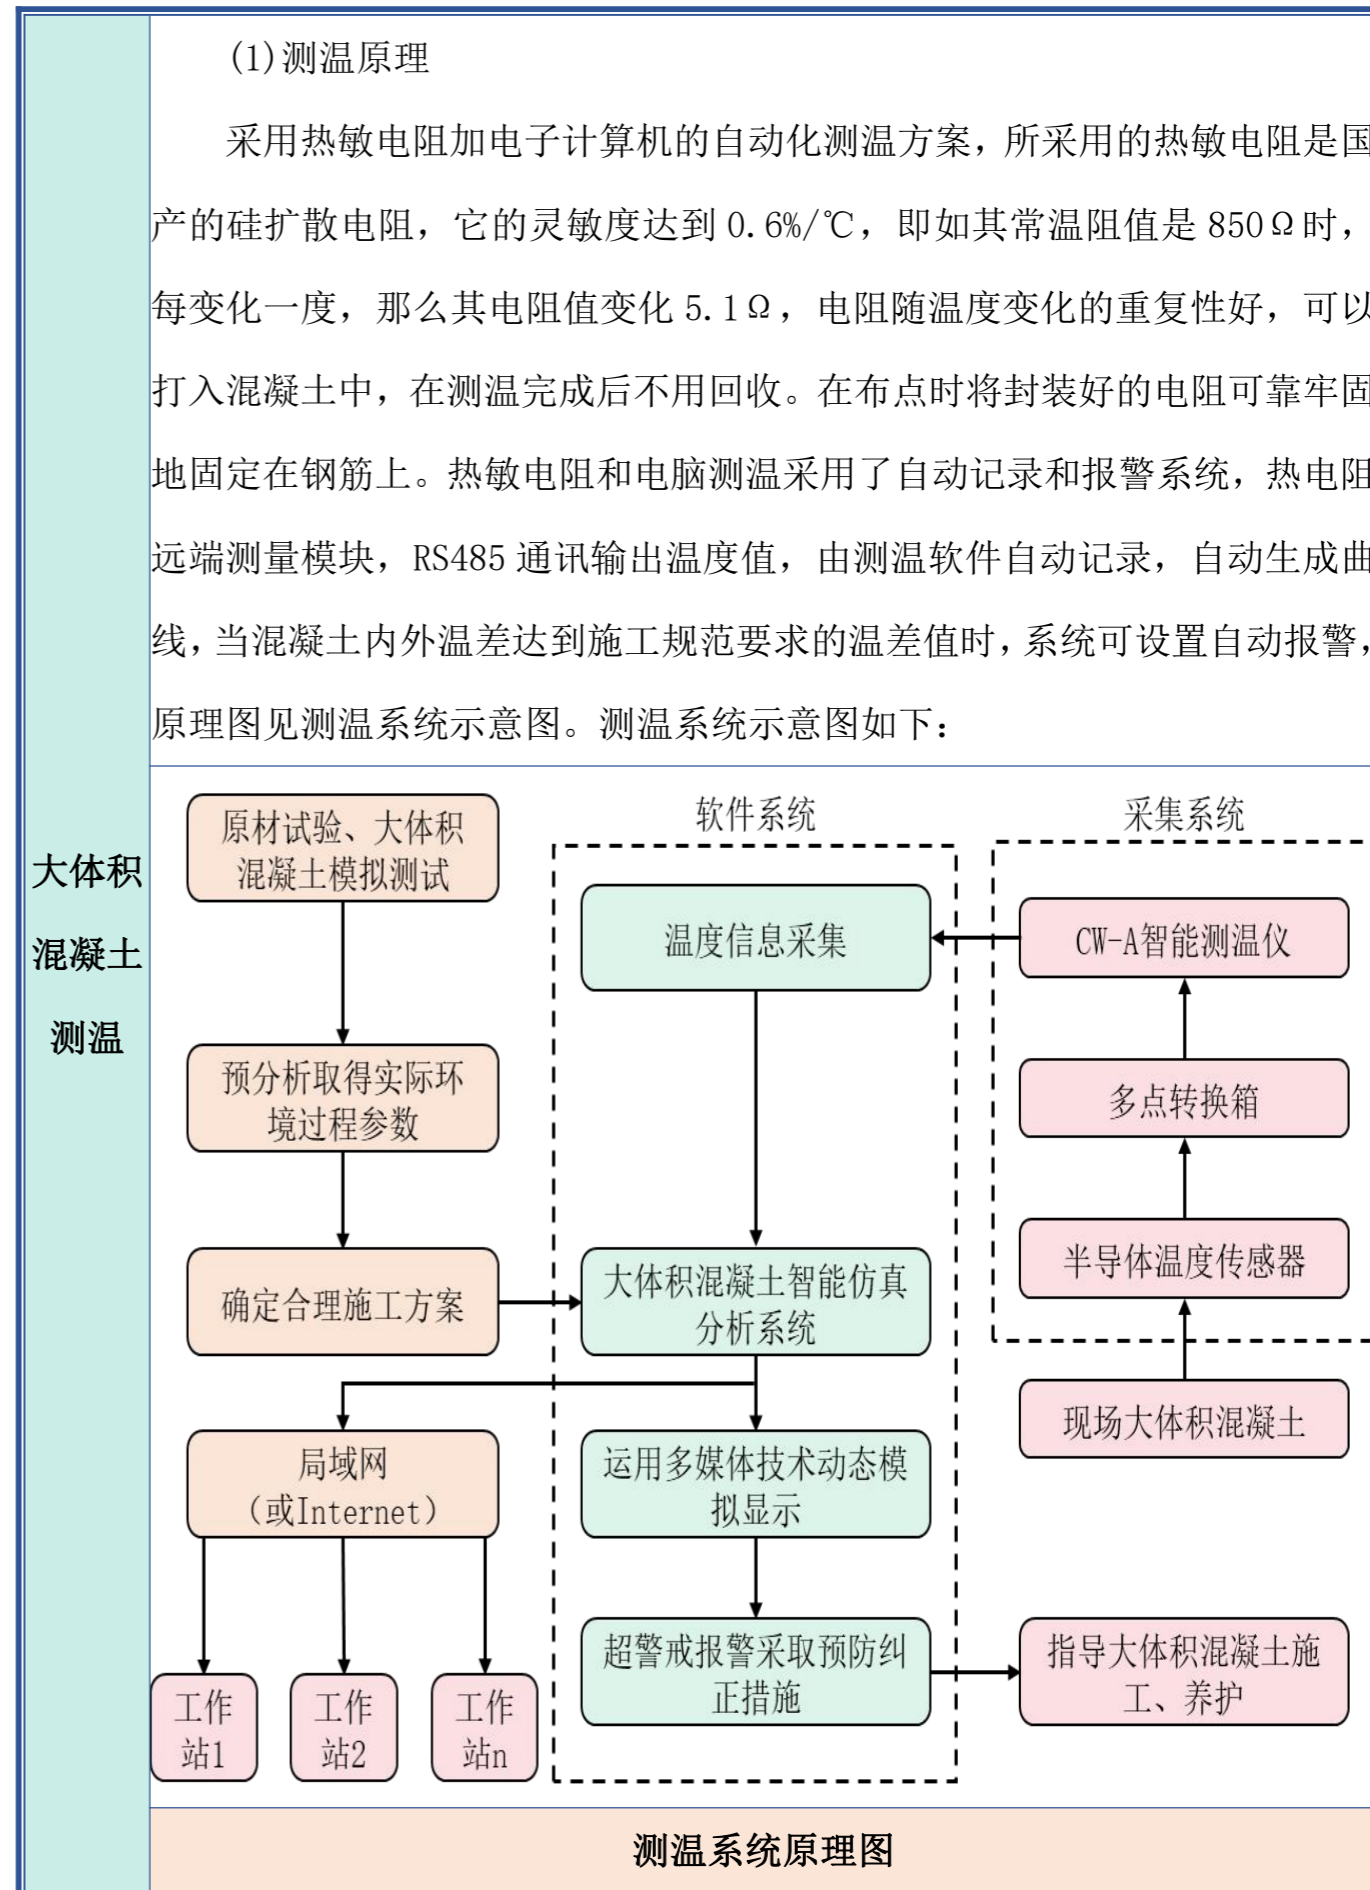 大体积
混凝土
测温
(1)测温原理
采用热敏电阻加电子计算机的自动化测温方案，所采用的热敏电阻是国
产的硅扩散电阻，它的灵敏度达到 0.6%/℃，即如其常温阻值是 850Ω时，
每变化一度，那么其电阻值变化 5.1Ω，电阻随温度变化的重复性好，可以
打入混凝土中，在测温完成后不用回收。在布点时将封装好的电阻可靠牢固
地固定在钢筋上。热敏电阻和电脑测温采用了自动记录和报警系统，热电阻
远端测量模块，RS485 通讯输出温度值，由测温软件自动记录，自动生成曲
线，当混凝土内外温差达到施工规范要求的温差值时，系统可设置自动报警，
原理图见测温系统示意图。测温系统示意图如下：
原材试验、大体积
混凝土模拟测试
预分析取得实际环
境过程参数
确定合理施工方案
局域网
（或Internet）
工作
站1
工作
站2
工作
站n
软件系统
温度信息采集
大体积混凝土智能仿真
分析系统
运用多媒体技术动态模
拟显示
超警戒报警采取预防纠
正措施
采集系统
CW-A智能测温仪
多点转换箱
半导体温度传感器
现场大体积混凝土
指导大体积混凝土施
工、养护
测温系统原理图